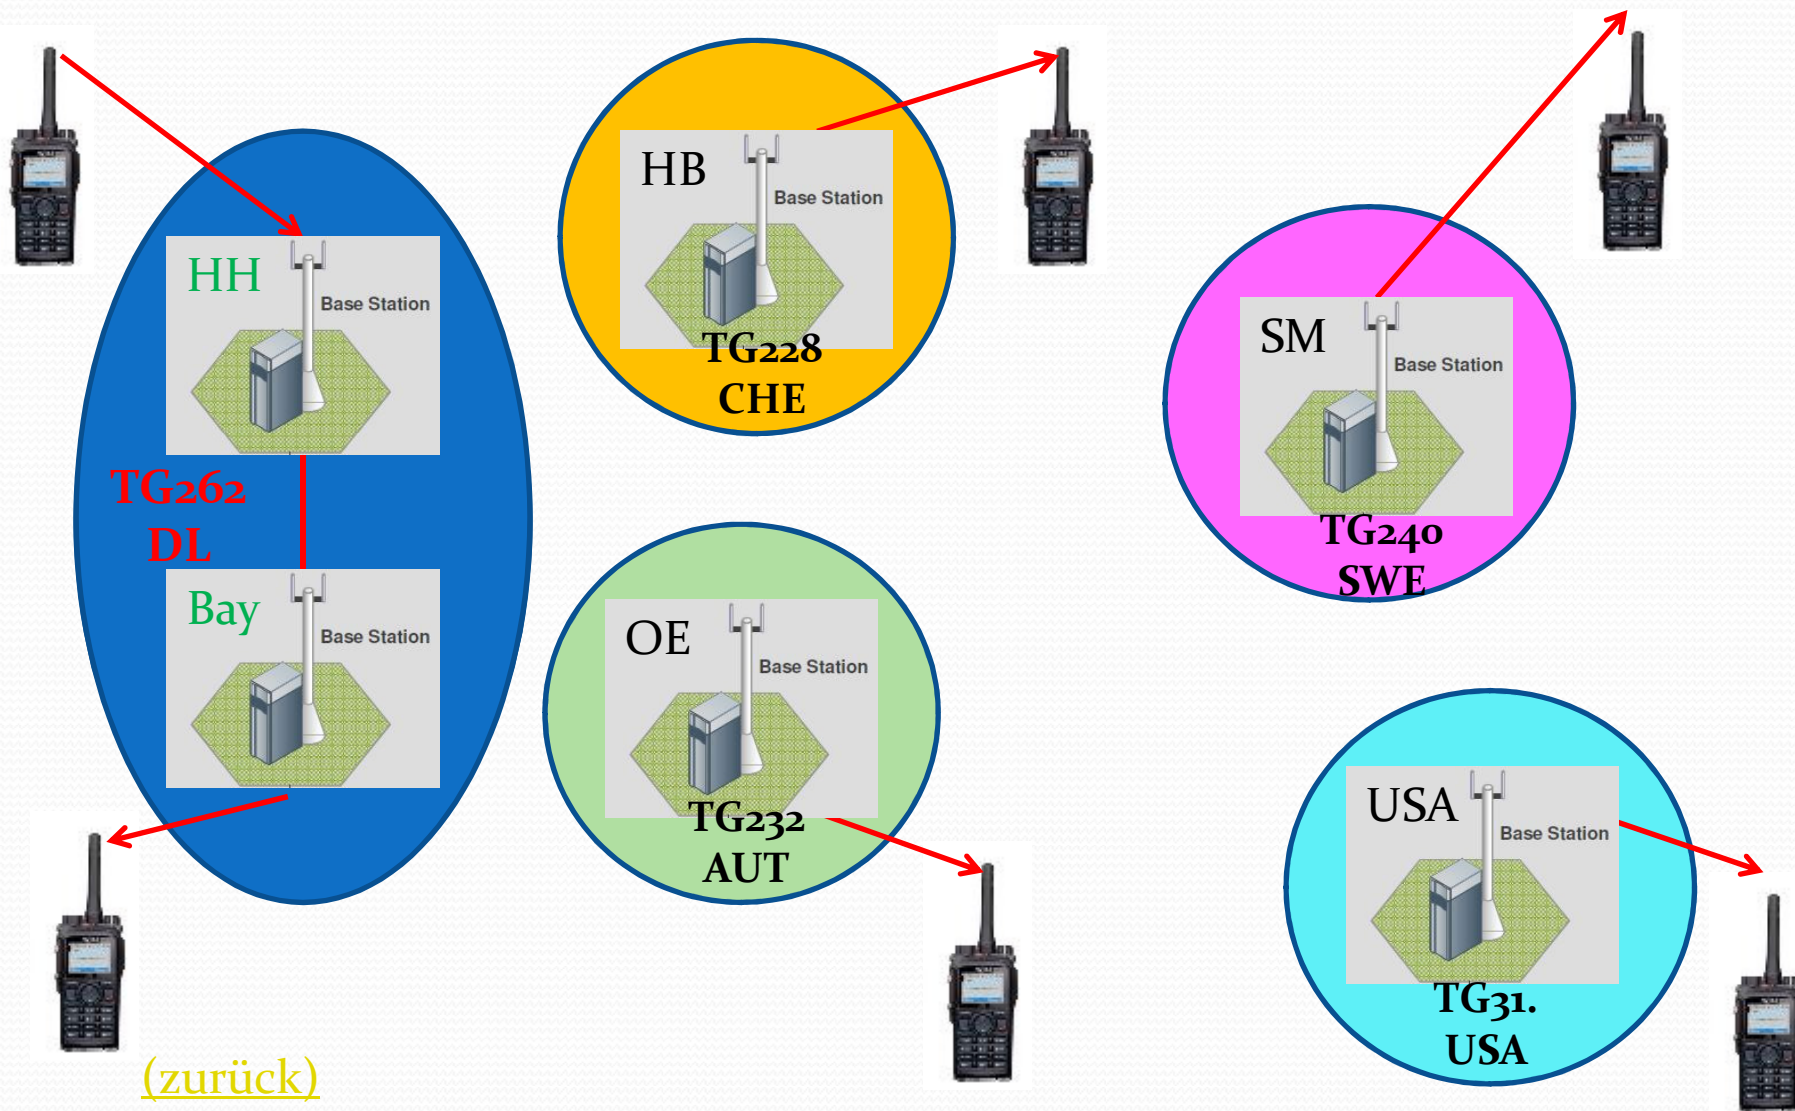 HH
Base Station
TG262
DL
Bay
Base Station
HB
Base Station
TG228
CHE
OE
Base Station
TG232
AUT
SM
Base Station
TG240
SWE
USA
Base Station
TG31.
USA
(zurück)